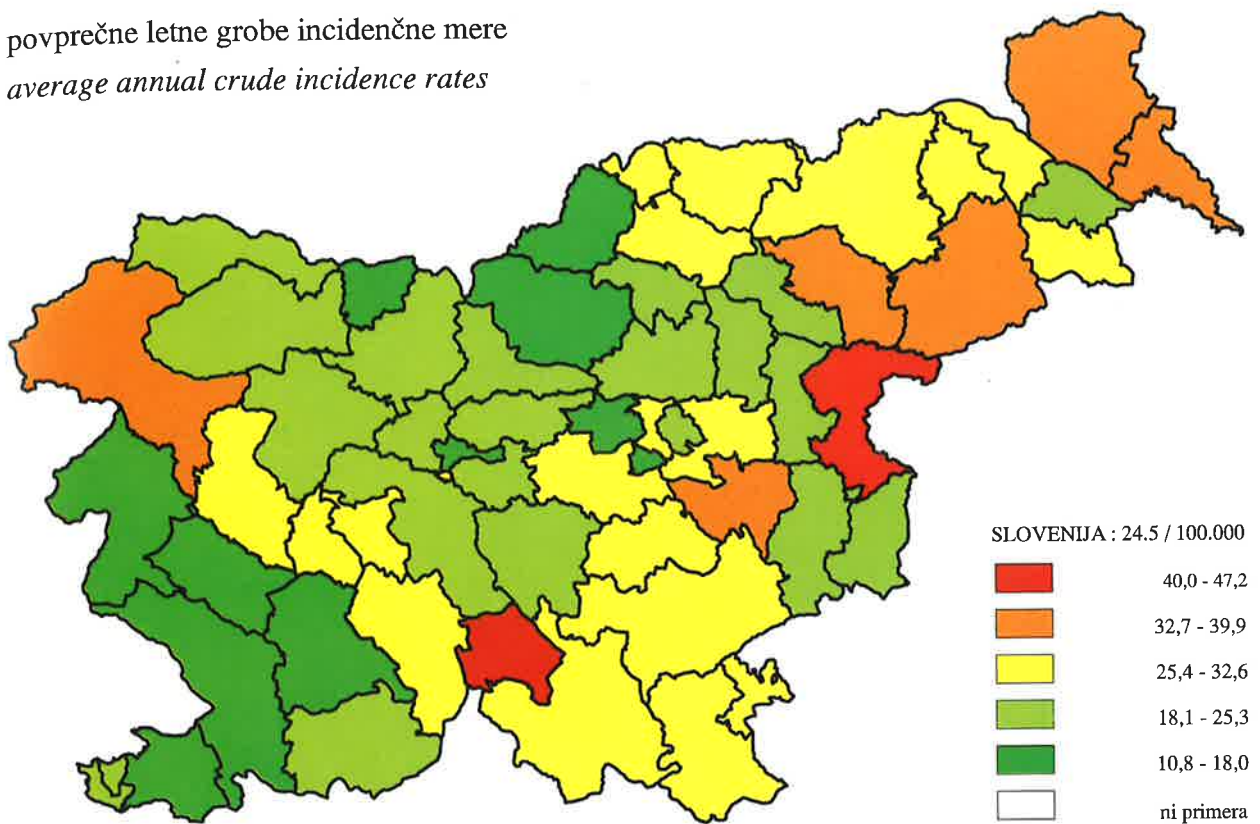 povprečne letne grobe incidenčne mere
average annual crude incidence rates
SLOVENIJA : 24.5 / 100.000
40,0 - 47,2
32,7 - 39,9
25,4 - 32,6
18,1 - 25,3
10,8 - 18,0
ni primera